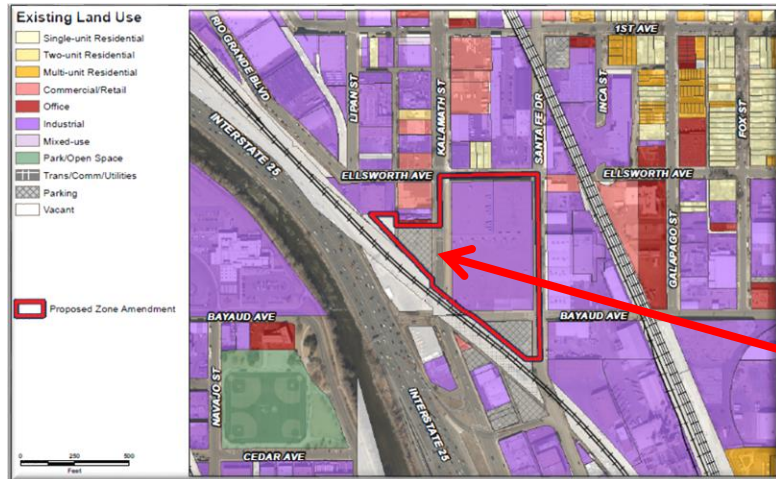 Existing Land Use
Single-unit Residential
Two-unit Residential
Multi-unit Residential
Commercial/Retail
Office
Industrial
Mixed-use
Park/Open Space
Trans/Comm/Utilities
Parking
Vacant
Proposed Zone Amendment
0 250 500
Feet
RIO GRANDE BLVD
LIPAN ST
KALAMATH ST
SANTA FE DR
INCA ST
1ST AVE
FOX ST
INTERSTATE 25
ELLSWORTH AVE
ELLSWORTH AVE
GALAPAGO ST
BAYAUD AVE
BAYAUD AVE
NAVAJO ST
INTERSTATE 25
CEDAR AVE